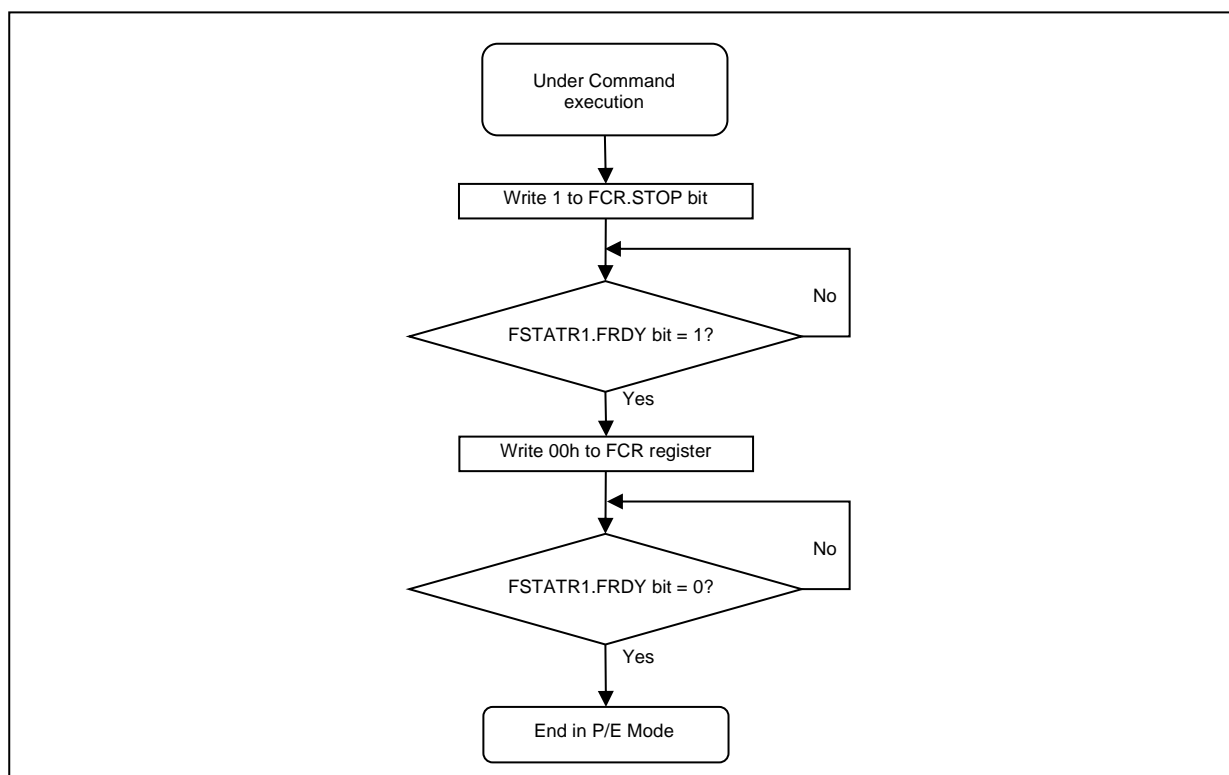 Under Command
execution
Write 1 to FCR.STOP bit
No
FSTATR1.FRDY bit = 1?
Yes
Write 00h to FCR register
No
FSTATR1.FRDY bit = 0?
Yes
End in P/E Mode